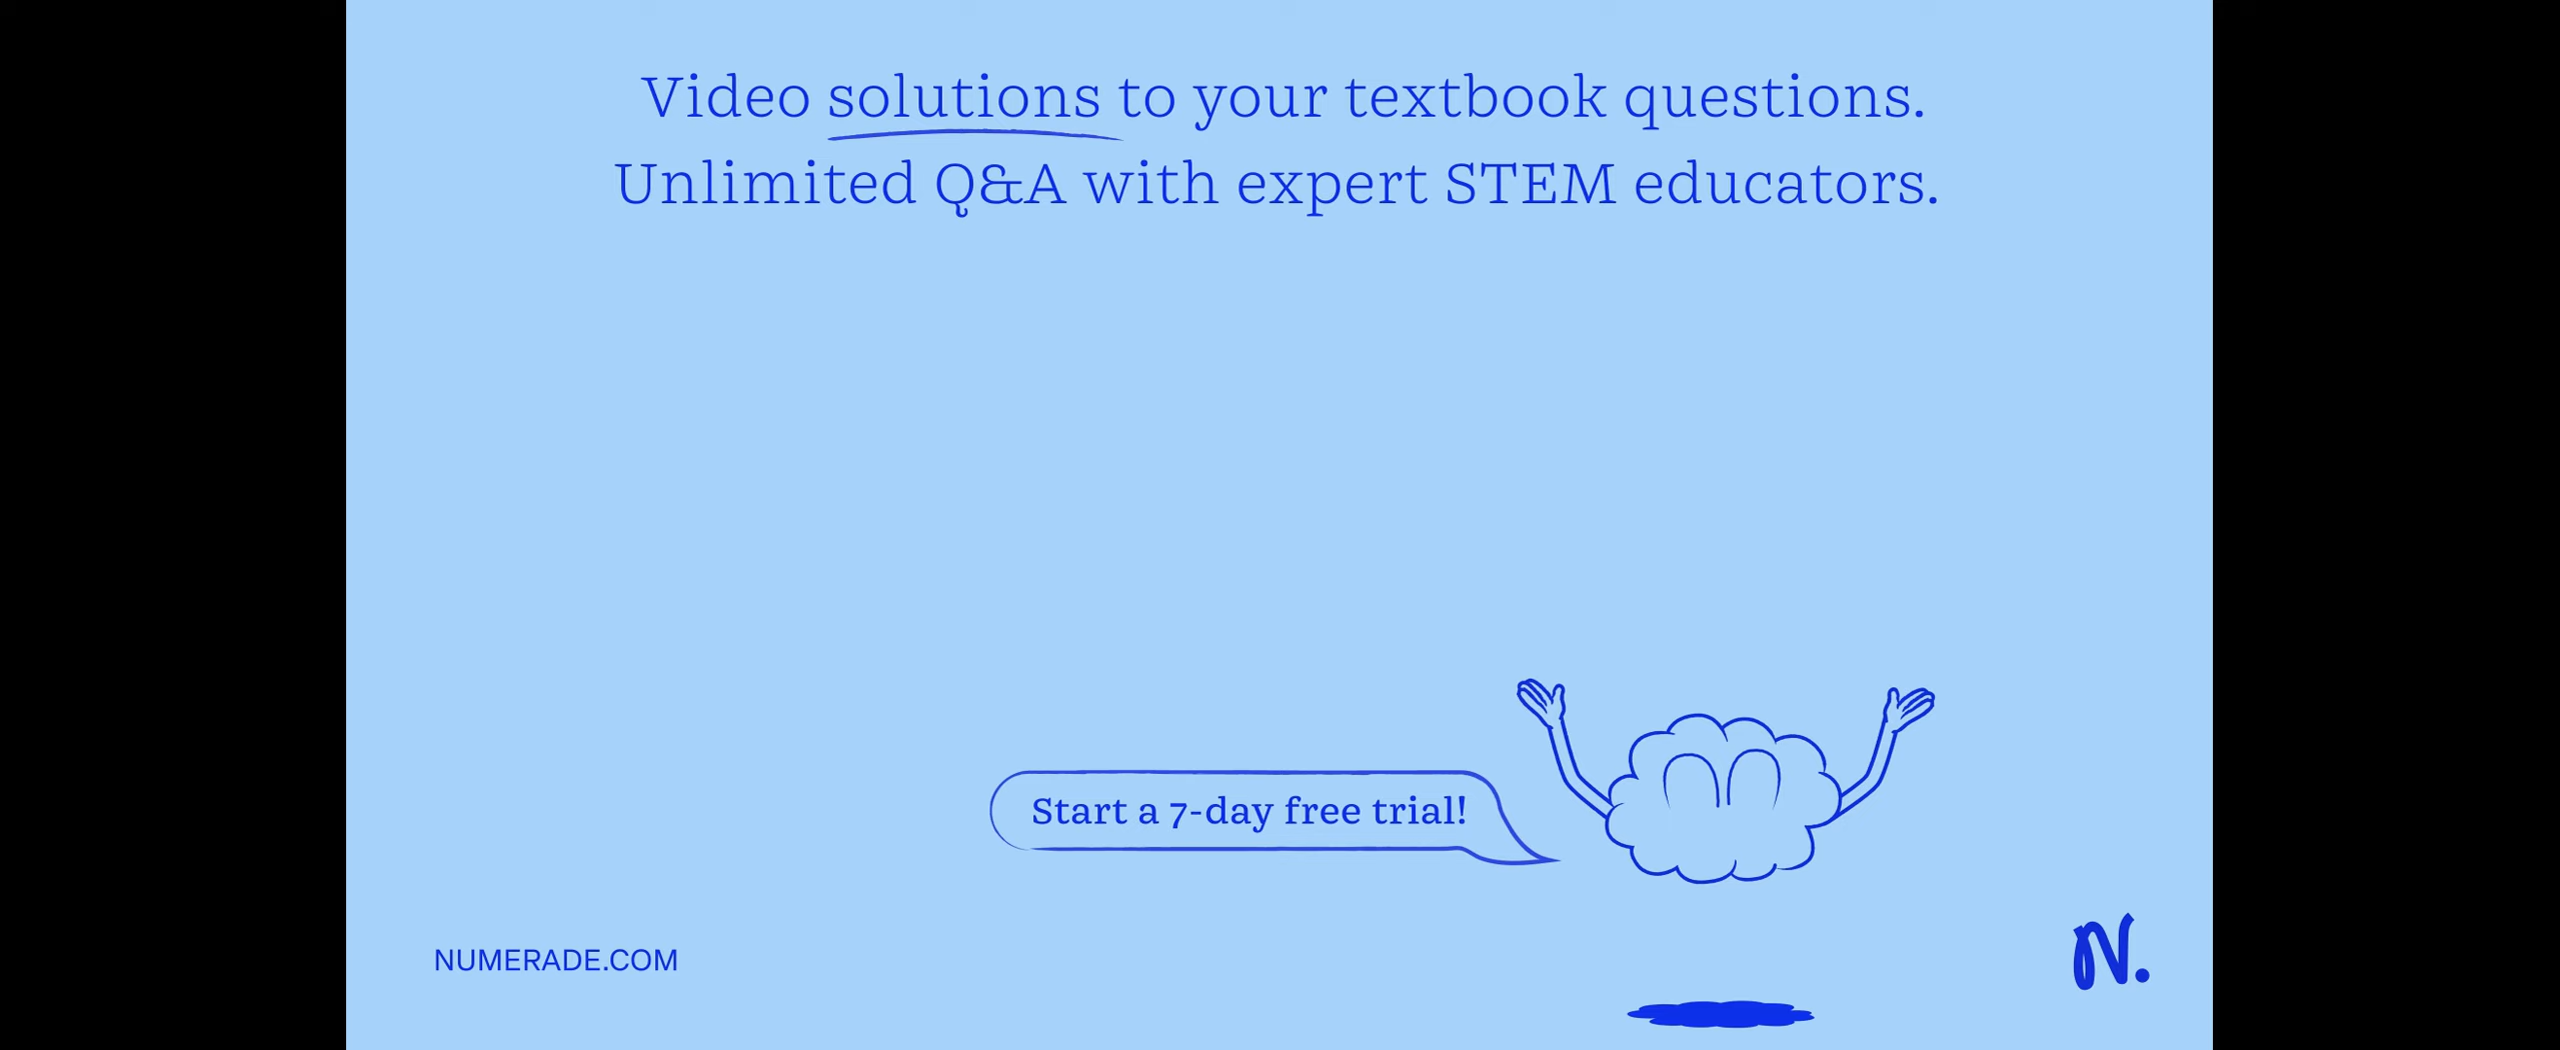 Video solutions to your textbook questions.
Unlimited Q&A with expert STEM educators.
Start a 7-day free trial!
NUMERADE.COM
N.